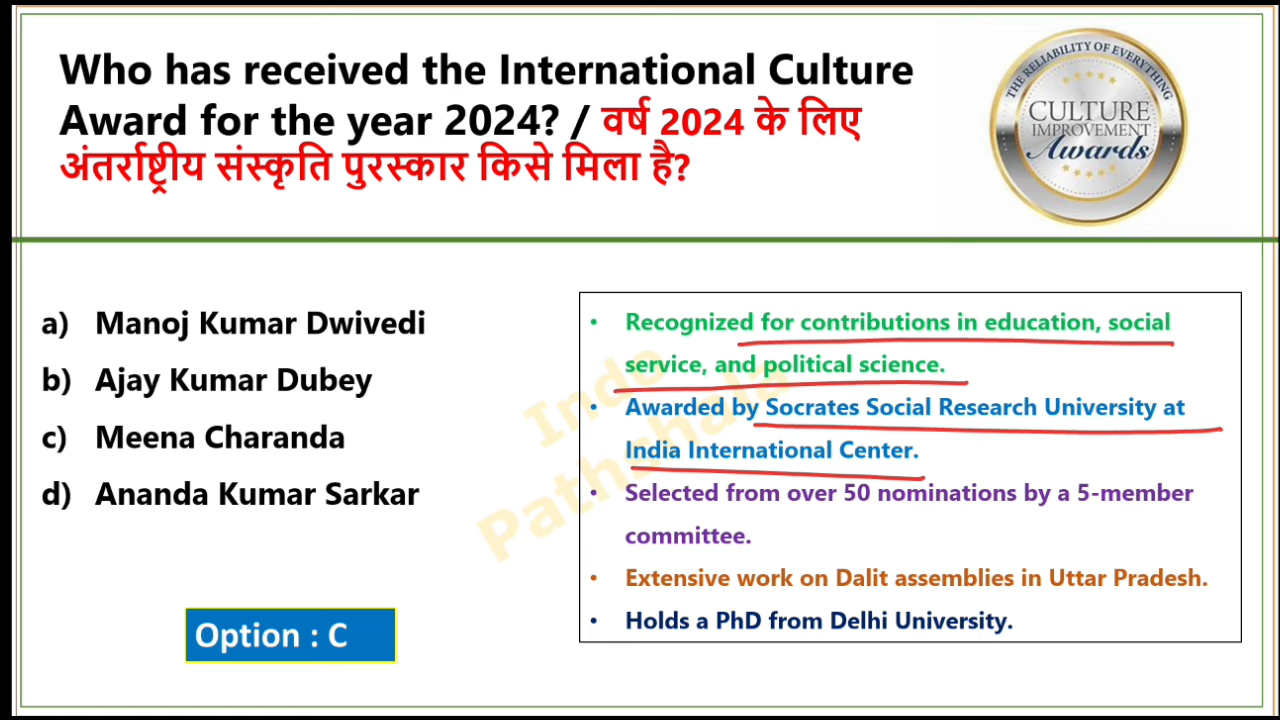 Who has received the International Culture
Award for the year 2024? / वर्ष 2024 के लिए
अंतर्राष्ट्रीय संस्कृति पुरस्कार किसे मिला है?
THE RELIABILITY OF EVERYTHING
CULTURE
IMPROVEMENT
Awards
a) Manoj Kumar Dwivedi
b) Ajay Kumar Dubey
c) Meena Charanda
d) Ananda Kumar Sarkar
Option : C
• Recognized for contributions in education, social
service, and political science.
• Awarded by Socrates Social Research University at
India International Center.
• Selected from over 50 nominations by a 5-member
committee.
• Extensive work on Dalit assemblies in Uttar Pradesh.
• Holds a PhD from Delhi University.
Indo
Pathshala